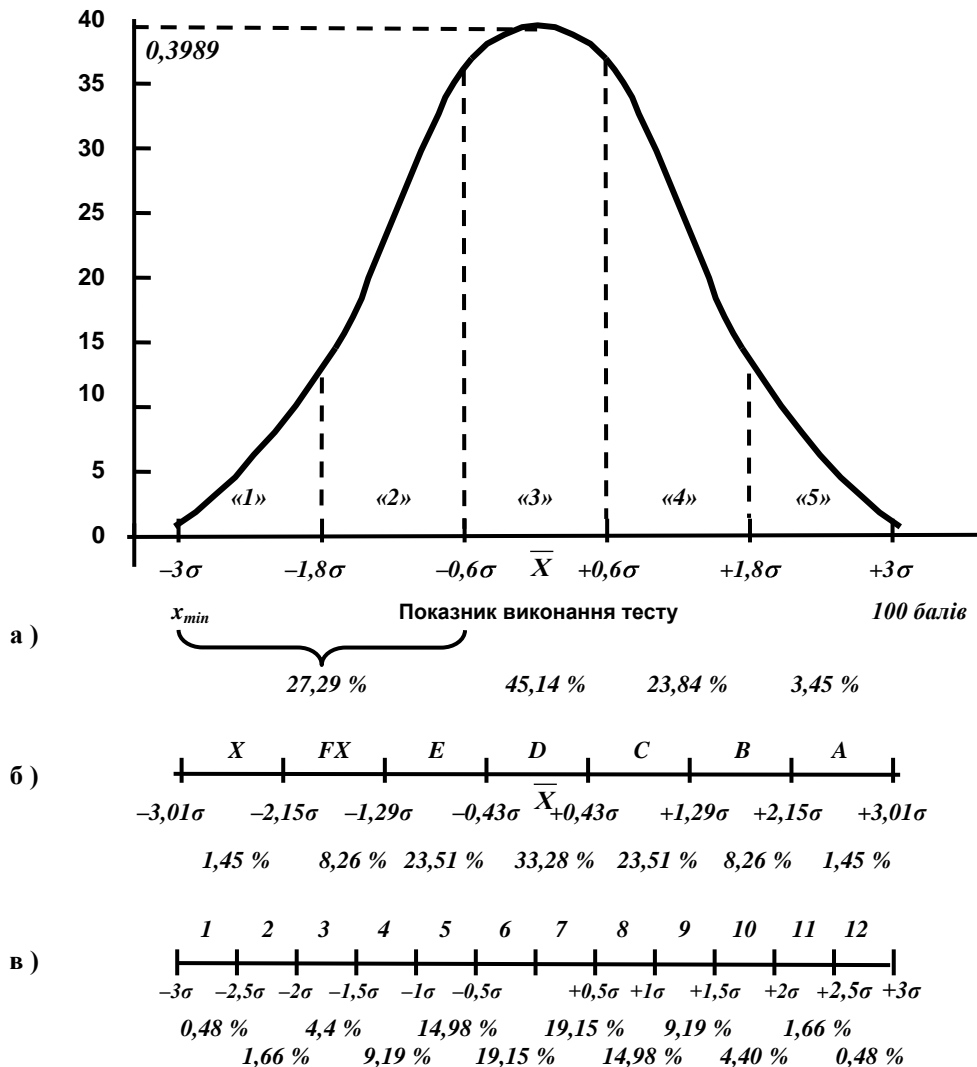 40
0,3989
35
30
25
20
15
10
5
«1» «2» «3» «4» «5»
0
–3σ –1,8σ –0,6σ X̅ +0,6σ +1,8σ +3σ
x_min Показник виконання тесту 100 балів
а )
27,29 % 45,14 % 23,84 % 3,45 %
X FX E D C B A
б )
–3,01σ –2,15σ –1,29σ –0,43σ X̅ +0,43σ +1,29σ +2,15σ +3,01σ
1,45 % 8,26 % 23,51 % 33,28 % 23,51 % 8,26 % 1,45 %
1 2 3 4 5 6 7 8 9 10 11 12
в )
–3σ –2,5σ –2σ –1,5σ –1σ –0,5σ +0,5σ +1σ +1,5σ +2σ +2,5σ +3σ
0,48 % 4,4 % 14,98 % 19,15 % 9,19 % 1,66 %
1,66 % 9,19 % 19,15 % 14,98 % 4,40 % 0,48 %